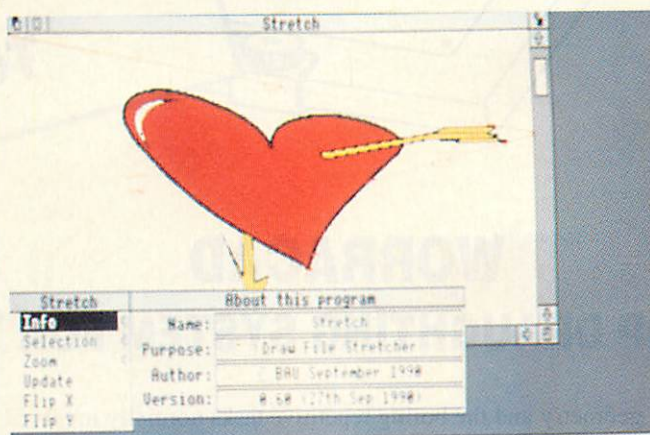 Stretch
Stretch
Info
Selection
Zoom
Update
Flip X
Flip Y
About this program
Name: Stretch
Purpose: Draw File Stretcher
Author: BAU September 1990
Version: 0.60 (27th Sep 1990)